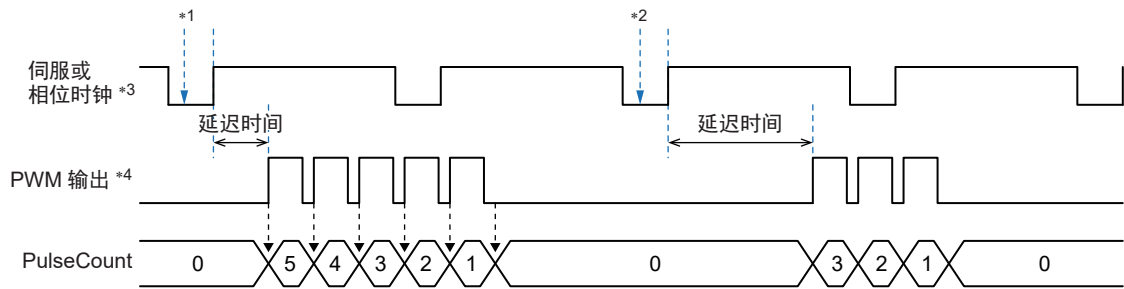 *1 *2
伺服或
相位时钟 *3
延迟时间 延迟时间
PWM 输出 *4
PulseCount 0 5 4 3 2 1 0 3 2 1 0